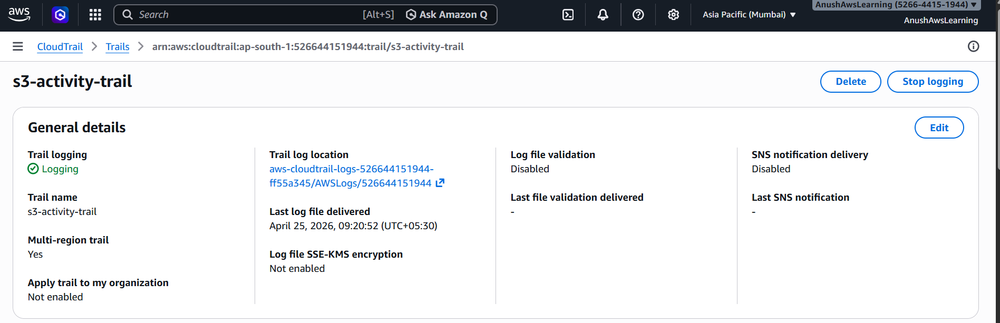 aws
Search [Alt+S] Ask Amazon Q
Asia Pacific (Mumbai) ▼
AnushAwsLearning (5266-4415-1944) ▼
AnushAwsLearning
CloudTrail > Trails > arn:aws:cloudtrail:ap-south-1:526644151944:trail/s3-activity-trail
s3-activity-trail
Delete
Stop logging
General details
Edit
Trail logging
Logging
Trail name
s3-activity-trail
Multi-region trail
Yes
Apply trail to my organization
Not enabled
Trail log location
aws-cloudtrail-logs-526644151944-
ff55a345/AWSLogs/526644151944
Last log file delivered
April 25, 2026, 09:20:52 (UTC+05:30)
Log file SSE-KMS encryption
Not enabled
Log file validation
Disabled
Last file validation delivered
-
SNS notification delivery
Disabled
Last SNS notification
-